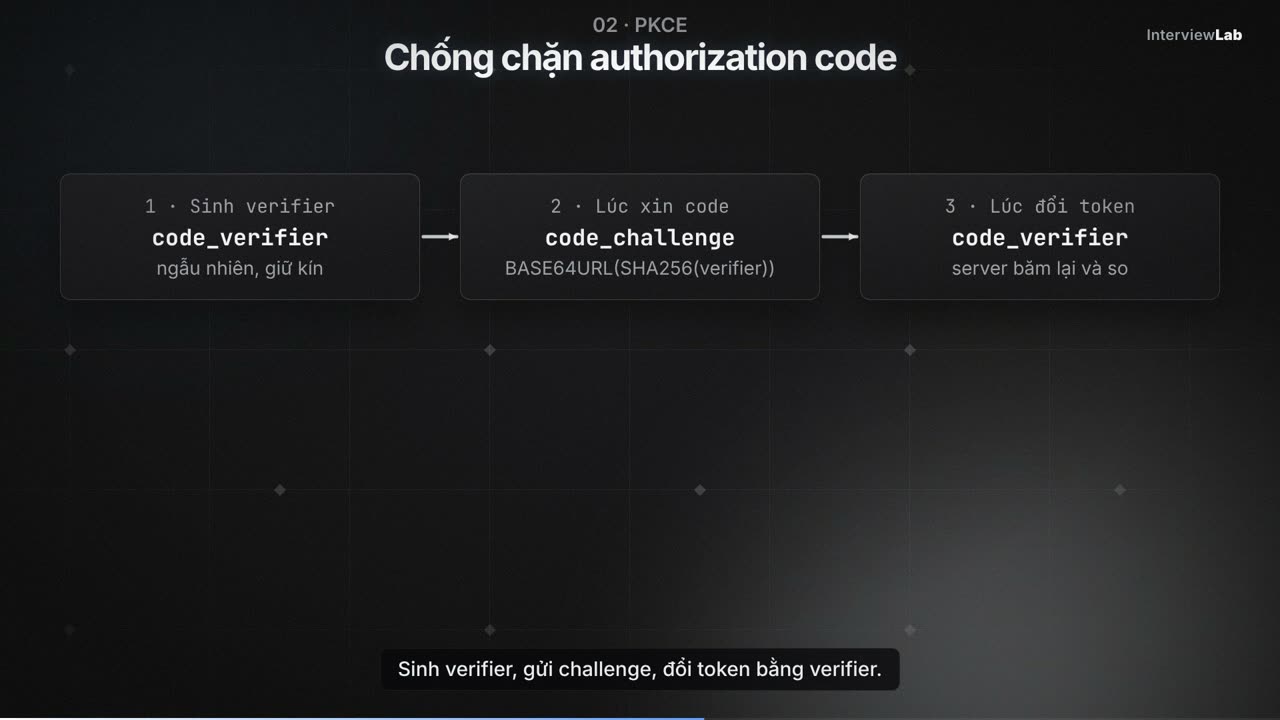 02 · PKCE
Chống chặn authorization code
InterviewLab
1 · Sinh verifier
code_verifier
ngẫu nhiên, giữ kín
2 · Lúc xin code
code_challenge
BASE64URL(SHA256(verifier))
3 · Lúc đổi token
code_verifier
server băm lại và so
Sinh verifier, gửi challenge, đổi token bằng verifier.